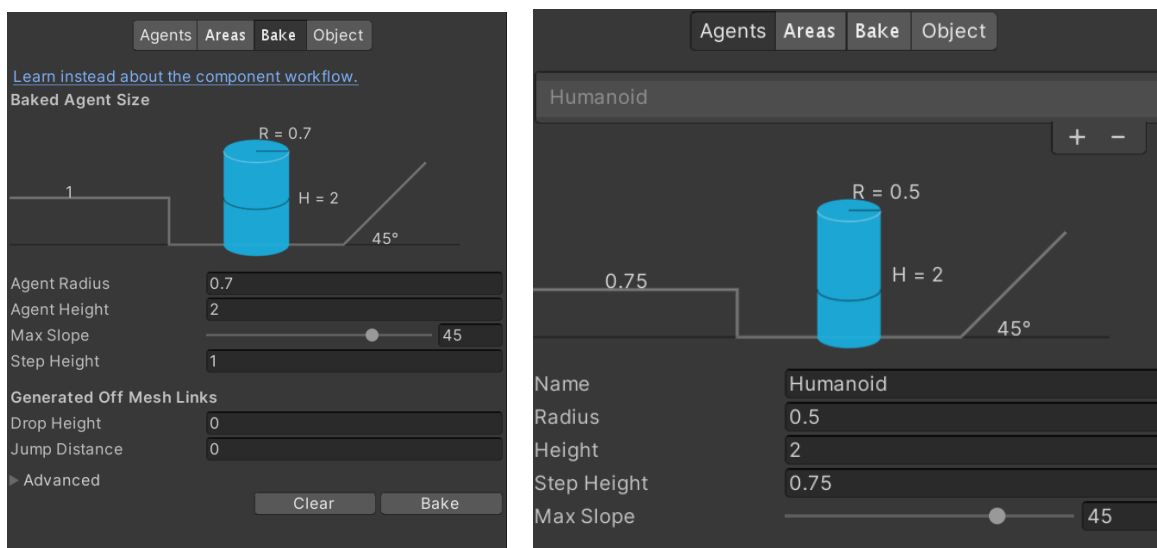 Agents Areas Bake Object
Learn instead about the component workflow.
Baked Agent Size
R = 0.7
1
H = 2
45°
Agent Radius 0.7
Agent Height 2
Max Slope 45
Step Height 1
Generated Off Mesh Links
Drop Height 0
Jump Distance 0
Advanced
Clear Bake
Agents Areas Bake Object
Humanoid
+ −
R = 0.5
0.75
H = 2
45°
Name Humanoid
Radius 0.5
Height 2
Step Height 0.75
Max Slope 45